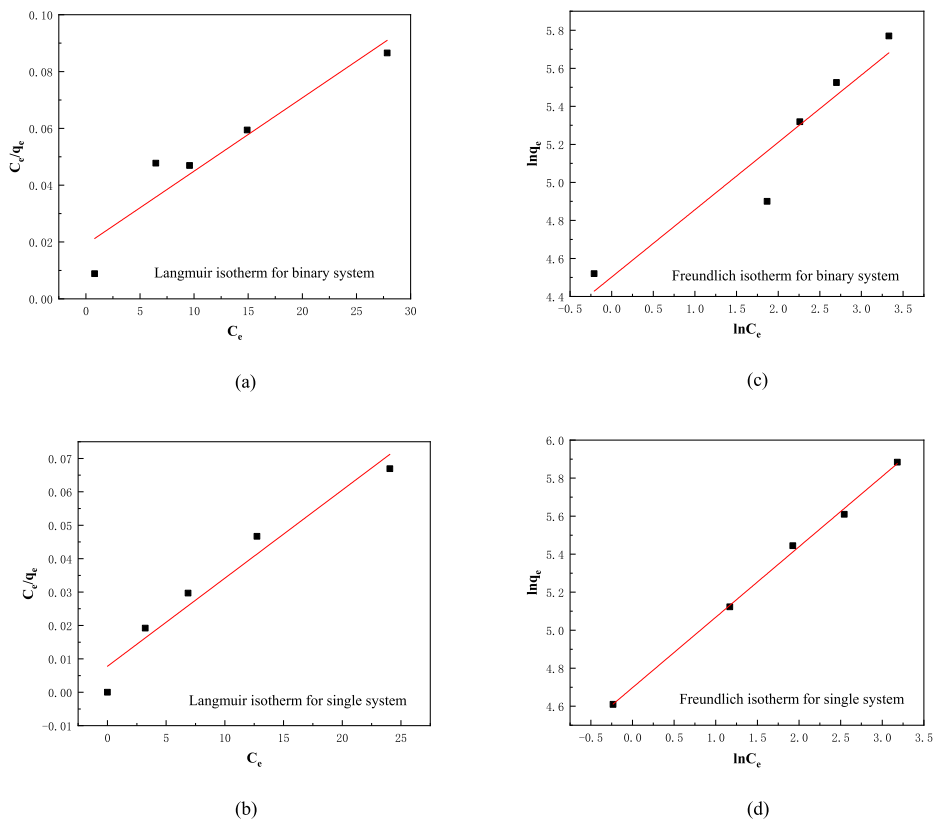 0.10
0.08
0.06
0.04
0.02
0.00
Cₑ/qₑ
0 5 10 15 20 25 30
Cₑ
Langmuir isotherm for binary system
(a)
5.8
5.6
5.4
5.2
5.0
4.8
4.6
4.4
lnqₑ
-0.5 0.0 0.5 1.0 1.5 2.0 2.5 3.0 3.5
lnCₑ
Freundlich isotherm for binary system
(c)
0.07
0.06
0.05
0.04
0.03
0.02
0.01
0.00
-0.01
Cₑ/qₑ
0 5 10 15 20 25
Cₑ
Langmuir isotherm for single system
(b)
6.0
5.8
5.6
5.4
5.2
5.0
4.8
4.6
lnqₑ
-0.5 0.0 0.5 1.0 1.5 2.0 2.5 3.0 3.5
lnCₑ
Freundlich isotherm for single system
(d)